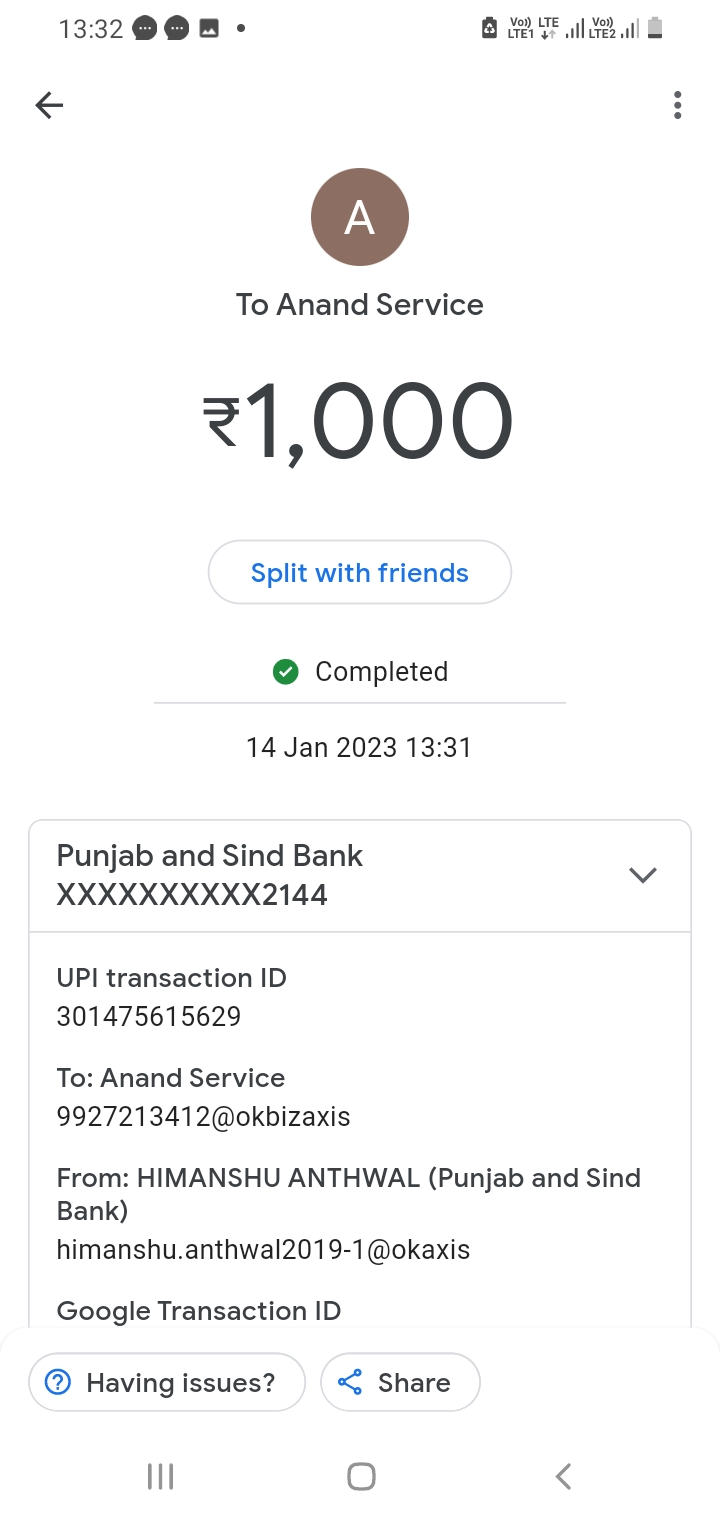 13:32
Vo)) LTE
LTE1
Vo))
LTE2
A
To Anand Service
₹1,000
Split with friends
Completed
14 Jan 2023 13:31
Punjab and Sind Bank
XXXXXXXXXX2144
UPI transaction ID
301475615629
To: Anand Service
9927213412@okbizaxis
From: HIMANSHU ANTHWAL (Punjab and Sind
Bank)
himanshu.anthwal2019-1@okaxis
Google Transaction ID
Having issues?
Share